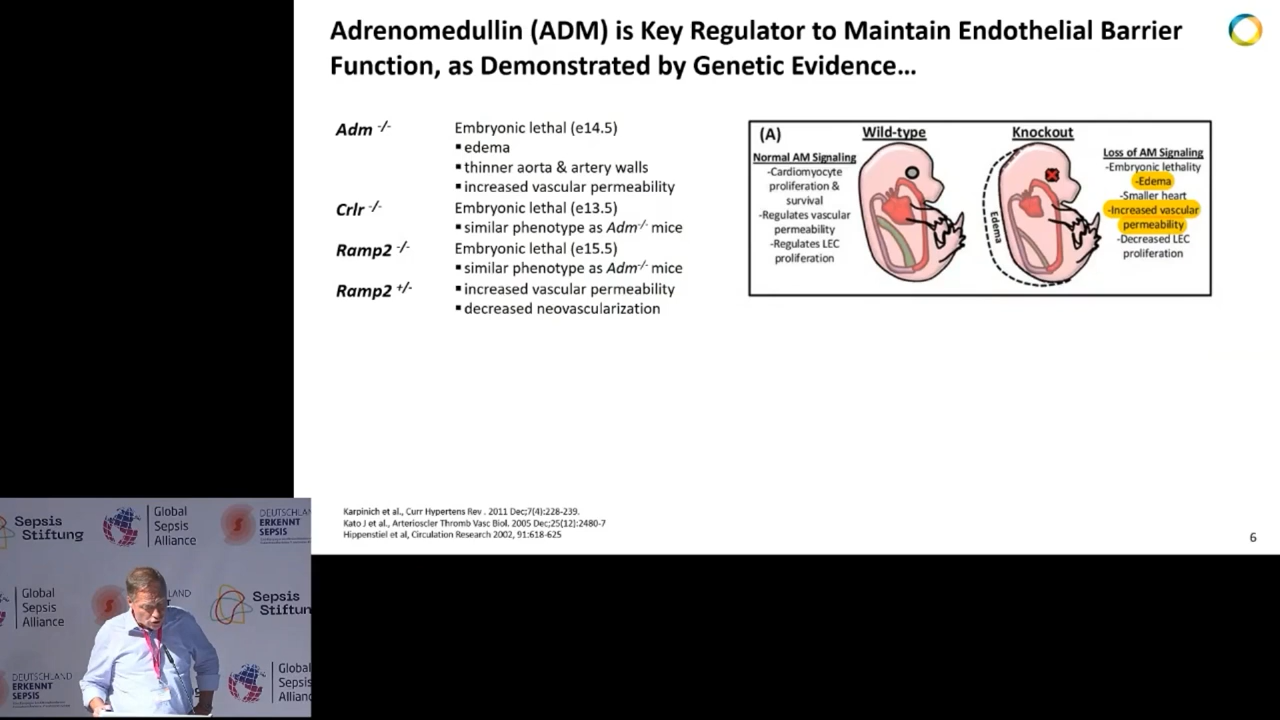 Adrenomedullin (ADM) is Key Regulator to Maintain Endothelial Barrier
Function, as Demonstrated by Genetic Evidence...
Adm -/-
Embryonic lethal (e14.5)
▪ edema
▪ thinner aorta & artery walls
▪ increased vascular permeability
Crlr -/-
Embryonic lethal (e13.5)
▪ similar phenotype as Adm-/- mice
Ramp2 -/-
Embryonic lethal (e15.5)
▪ similar phenotype as Adm-/- mice
Ramp2 +/-
▪ increased vascular permeability
▪ decreased neovascularization
(A)
Wild-type
Knockout
Normal AM Signaling
-Cardiomyocyte
proliferation &
survival
-Regulates vascular
permeability
-Regulates LEC
proliferation
Edema
Loss of AM Signaling
-Embryonic lethality
-Edema
-Smaller heart
-Increased vascular
permeability
-Decreased LEC
proliferation
Karpinich et al., Curr Hypertens Rev . 2011 Dec;7(4):228-239.
Kato J et al., Arterioscler Thromb Vasc Biol. 2005 Dec;25(12):2480-7
Hippenstiel et al, Circulation Research 2002, 91:618-625
6
Sepsis
Stiftung
Global
Sepsis
Alliance
DEUTSCHLA
ERKENNT
SEPSIS
Global
Sepsis
Alliance
LAND
Sepsis
Stiftun
DEUTSCHLAND
ERKENNT
SEPSIS
Global
Sepsis
Allianc